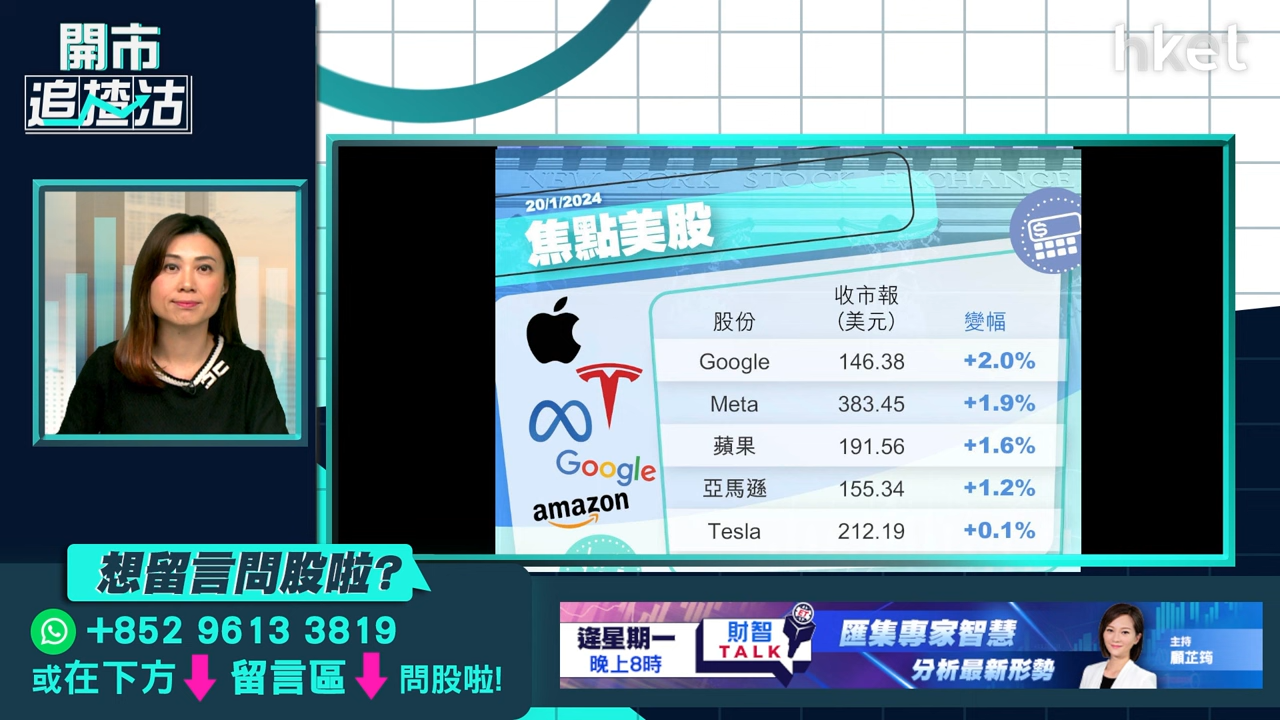 開市
追揸沽
hket
NEW YORK STOCK EXCHANGE
20/1/2024
焦點美股
股份 收市報(美元) 變幅
Google 146.38 +2.0%
Meta 383.45 +1.9%
蘋果 191.56 +1.6%
亞馬遜 155.34 +1.2%
Tesla 212.19 +0.1%
Google
amazon
想留言問股啦?
+852 9613 3819
或在下方 留言區 問股啦!
逢星期一
晚上8時
財智
TALK
匯集專家智慧
分析最新形勢
主持
顧芷筠